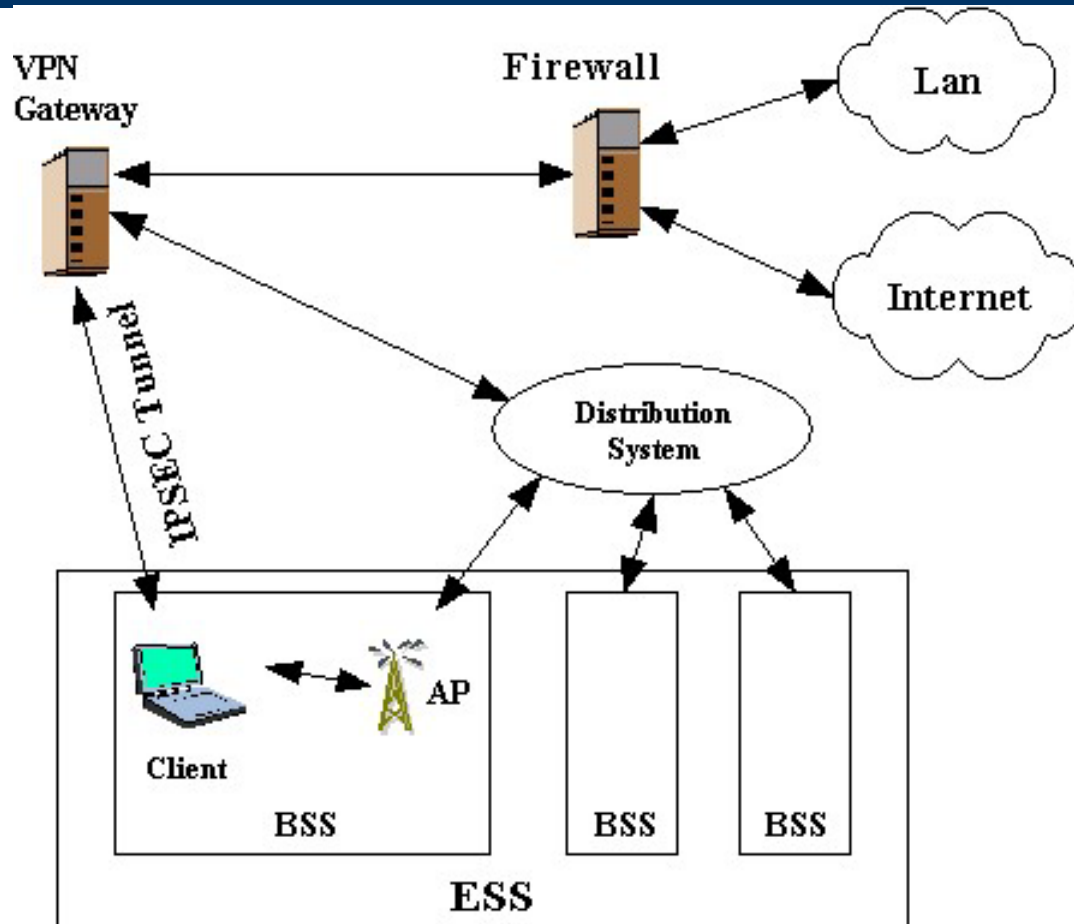 VPN
Gateway
Firewall
Lan
Internet
IPSEC Tunnel
Distribution
System
AP
Client
BSS
BSS
BSS
ESS